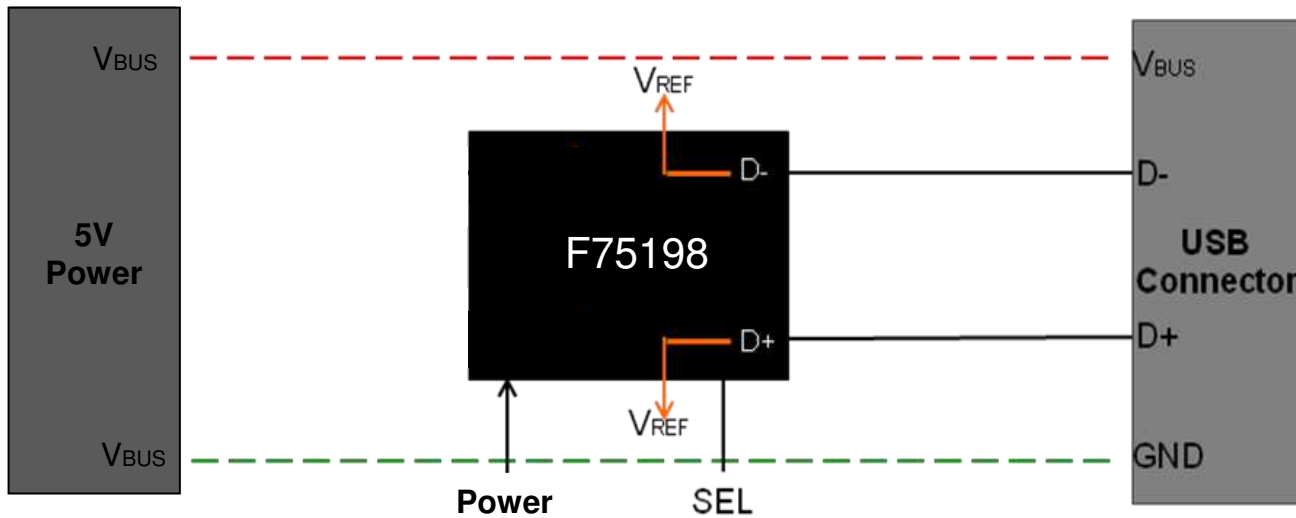 VBUS
VBUS
VREF
D-
D-
5V
Power
F75198
USB
Connector
D+
D+
VREF
VBUS
GND
Power
SEL